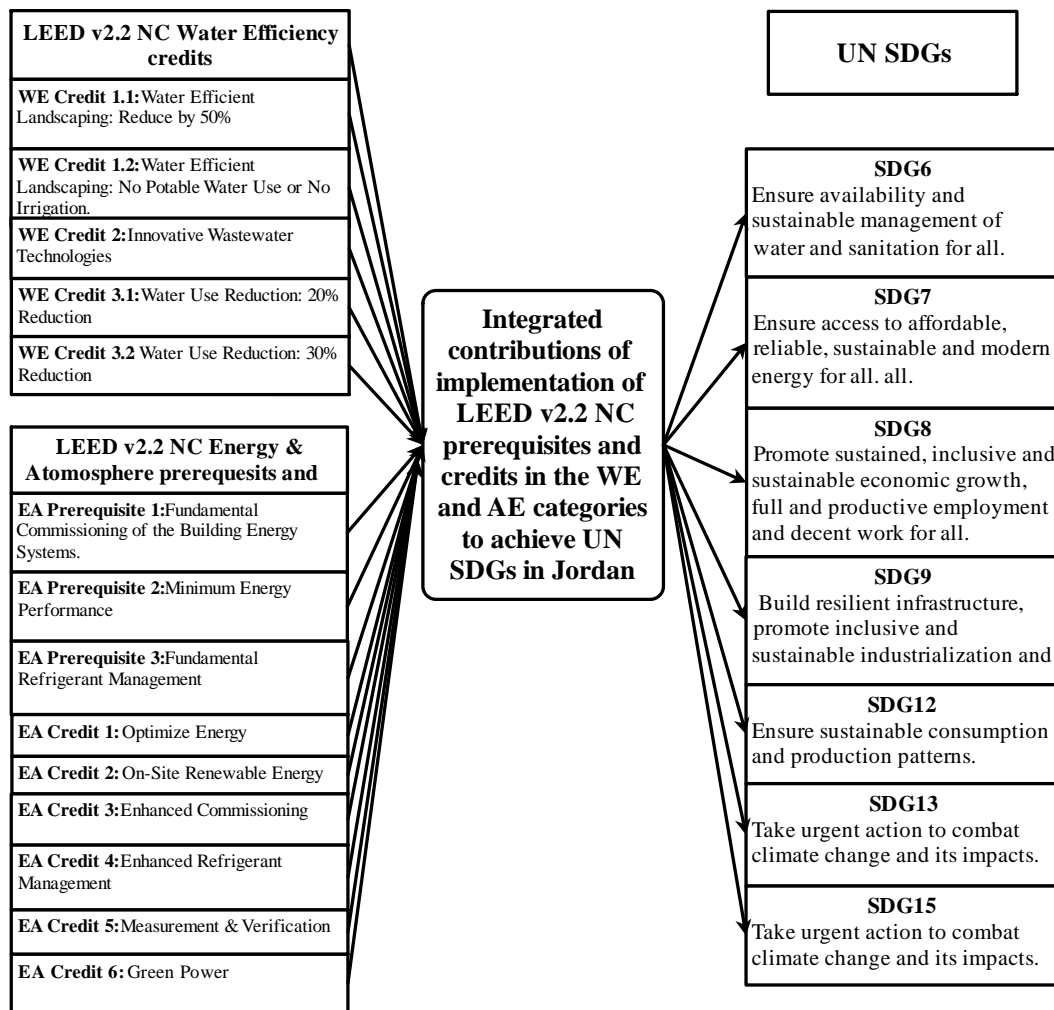 LEED v2.2 NC Water Efficiency
credits
WE Credit 1.1:Water Efficient
Landscaping: Reduce by 50%
WE Credit 1.2:Water Efficient
Landscaping: No Potable Water Use or No
Irrigation.
WE Credit 2:Innovative Wastewater
Technologies
WE Credit 3.1:Water Use Reduction: 20%
Reduction
WE Credit 3.2 Water Use Reduction: 30%
Reduction
LEED v2.2 NC Energy &
Atomosphere prerequesits and
EA Prerequisite 1:Fundamental
Commissioning of the Building Energy
Systems.
EA Prerequisite 2:Minimum Energy
Performance
EA Prerequisite 3:Fundamental
Refrigerant Management
EA Credit 1: Optimize Energy
EA Credit 2: On-Site Renewable Energy
EA Credit 3:Enhanced Commissioning
EA Credit 4:Enhanced Refrigerant
Management
EA Credit 5:Measurement & Verification
EA Credit 6: Green Power
Integrated
contributions of
implementation of
LEED v2.2 NC
prerequisites and
credits in the WE
and AE categories
to achieve UN
SDGs in Jordan
UN SDGs
SDG6
Ensure availability and
sustainable management of
water and sanitation for all.
SDG7
Ensure access to affordable,
reliable, sustainable and modern
energy for all. all.
SDG8
Promote sustained, inclusive and
sustainable economic growth,
full and productive employment
and decent work for all.
SDG9
Build resilient infrastructure,
promote inclusive and
sustainable industrialization and
SDG12
Ensure sustainable consumption
and production patterns.
SDG13
Take urgent action to combat
climate change and its impacts.
SDG15
Take urgent action to combat
climate change and its impacts.